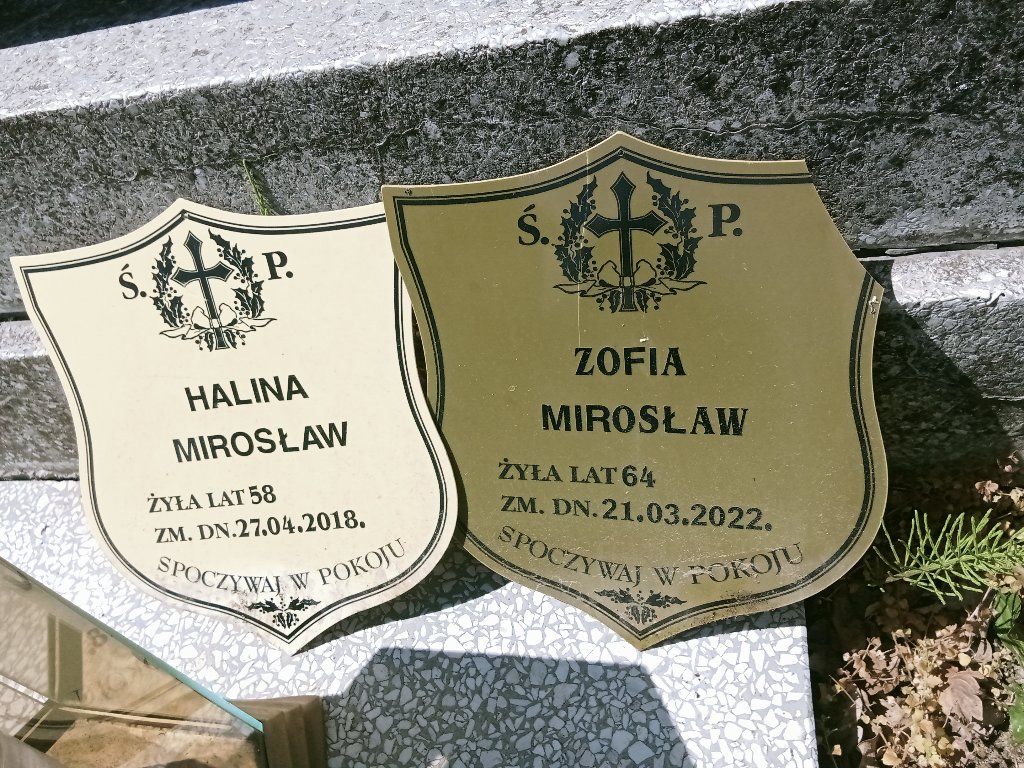 Ś. P.
HALINA
MIROSŁAW
ŻYŁA LAT 58
ZM. DN. 27.04.2018.
SPOCZYWAJ W POKOJU
Ś. P.
ZOFIA
MIROSŁAW
ŻYŁA LAT 64
ZM. DN. 21.03.2022.
SPOCZYWAJ W POKOJU